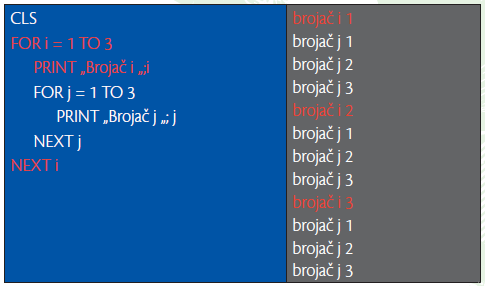 CLS
FOR i = 1 TO 3
PRINT „Brojač i „;i
FOR j = 1 TO 3
PRINT „Brojač j „; j
NEXT j
NEXT i
brojač i 1
brojač j 1
brojač j 2
brojač j 3
brojač i 2
brojač j 1
brojač j 2
brojač j 3
brojač i 3
brojač j 1
brojač j 2
brojač j 3